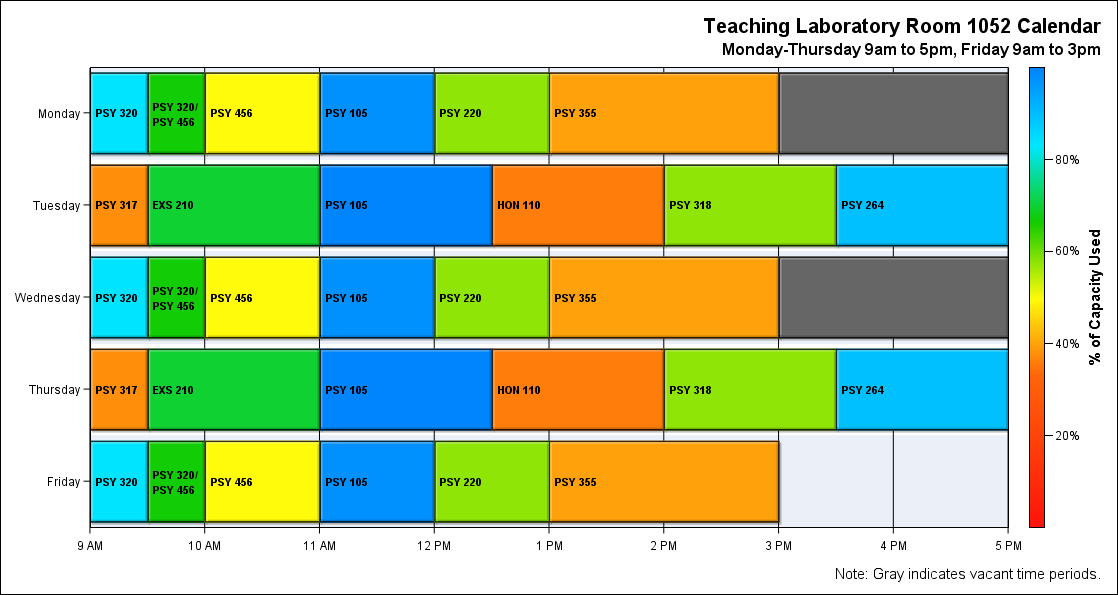 Teaching Laboratory Room 1052 Calendar
Monday-Thursday 9am to 5pm, Friday 9am to 3pm
Monday
PSY 320
PSY 320/
PSY 456
PSY 456
PSY 105
PSY 220
PSY 355
Tuesday
PSY 317
EXS 210
PSY 105
HON 110
PSY 318
PSY 264
Wednesday
PSY 320
PSY 320/
PSY 456
PSY 456
PSY 105
PSY 220
PSY 355
Thursday
PSY 317
EXS 210
PSY 105
HON 110
PSY 318
PSY 264
Friday
PSY 320
PSY 320/
PSY 456
PSY 456
PSY 105
PSY 220
PSY 355
9 AM
10 AM
11 AM
12 PM
1 PM
2 PM
3 PM
4 PM
5 PM
80%
60%
40%
20%
% of Capacity Used
Note: Gray indicates vacant time periods.